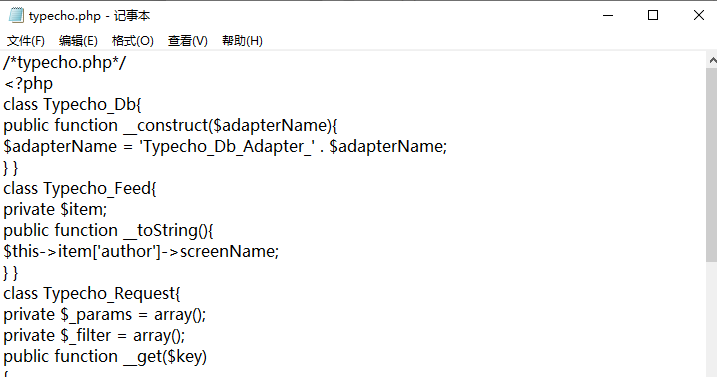 typecho.php - 记事本
文件(F) 编辑(E) 格式(O) 查看(V) 帮助(H)
/*typecho.php*/
<?php
class Typecho_Db{
public function __construct($adapterName){
$adapterName = 'Typecho_Db_Adapter_' . $adapterName;
} }
class Typecho_Feed{
private $item;
public function __toString(){
$this->item['author']->screenName;
} }
class Typecho_Request{
private $_params = array();
private $_filter = array();
public function __get($key)
{